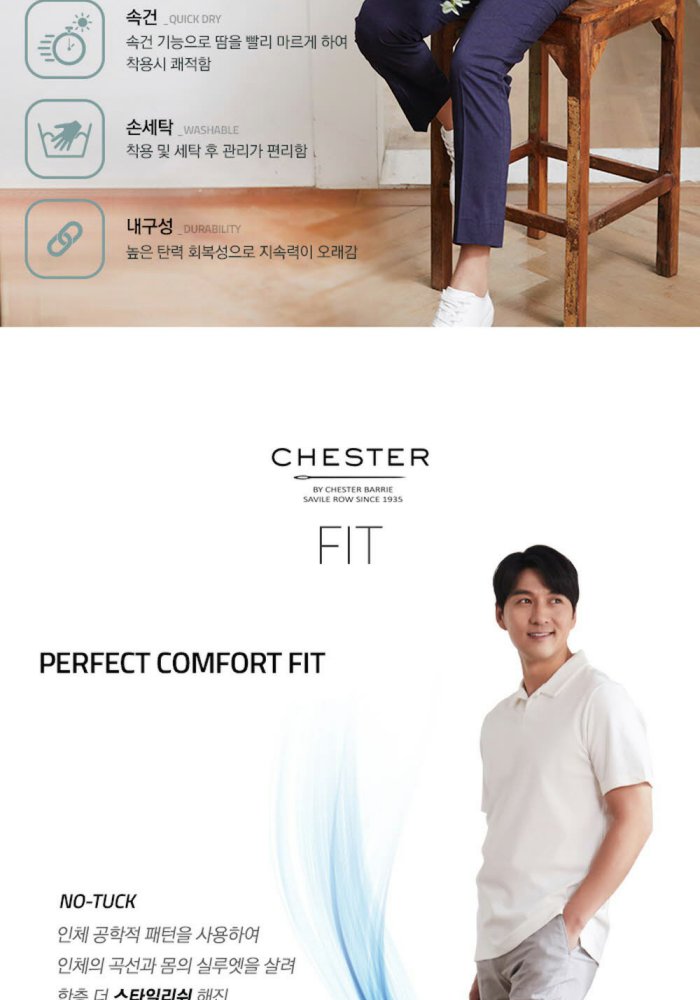 속건 _QUICK DRY
속건 기능으로 땀을 빨리 마르게 하여
착용시 쾌적함
손세탁 _WASHABLE
착용 및 세탁 후 관리가 편리함
내구성 _DURABILITY
높은 탄력 회복성으로 지속력이 오래감
CHESTER
BY CHESTER BARRIE
SAVILE ROW SINCE 1935
FIT
PERFECT COMFORT FIT
NO-TUCK
인체 공학적 패턴을 사용하여
인체의 곡선과 몸의 실루엣을 살려
한층 더 스타일리쉬 해진